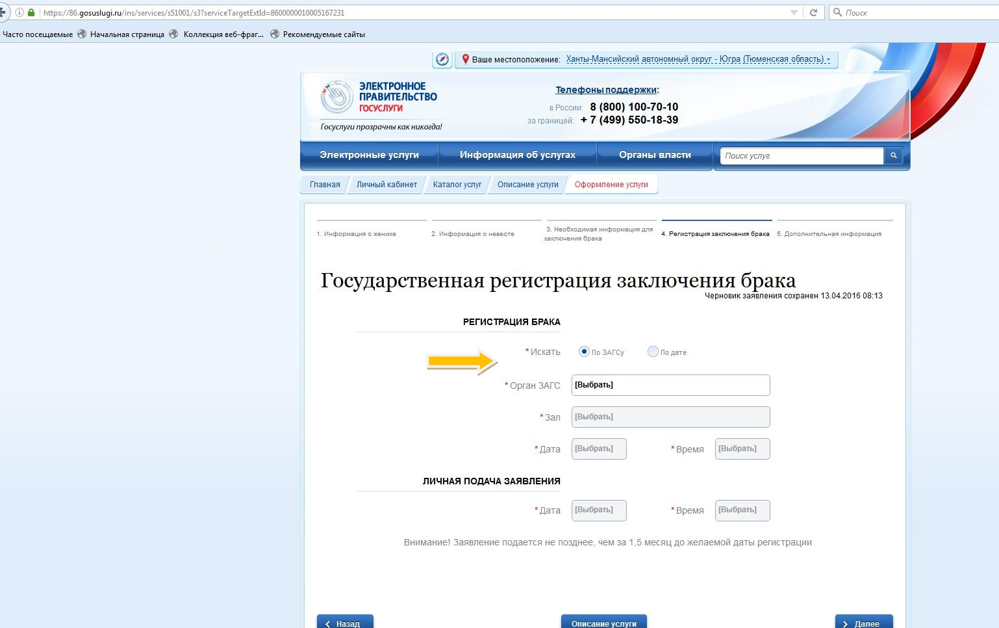 https://86.gosuslugi.ru/ins/services/s51001/s3?serviceTargetExtId=8600000010005167231
Поиск
Часто посещаемые Начальная страница Коллекция веб-фраг... Рекомендуемые сайты
Ваше местоположение: Ханты-Мансийский автономный округ - Югра (Тюменская область)
ЭЛЕКТРОННОЕ
ПРАВИТЕЛЬСТВО
ГОСУСЛУГИ
Госуслуги прозрачны как никогда!
Телефоны поддержки:
в России: 8 (800) 100-70-10
за границей: + 7 (499) 550-18-39
Электронные услуги Информация об услугах Органы власти Поиск услуг
Главная Личный кабинет Каталог услуг Описание услуги Оформление услуги
1. Информация о женихе
2. Информация о невесте
3. Необходимая информация для
заключения брака
4. Регистрация заключения брака
5. Дополнительная информация
Государственная регистрация заключения брака
Черновик заявления сохранен 13.04.2016 08:13
РЕГИСТРАЦИЯ БРАКА
* Искать По ЗАГСу По дате
* Орган ЗАГС [Выбрать]
* Зал [Выбрать]
* Дата [Выбрать] * Время [Выбрать]
ЛИЧНАЯ ПОДАЧА ЗАЯВЛЕНИЯ
* Дата [Выбрать] * Время [Выбрать]
Внимание! Заявление подается не позднее, чем за 1,5 месяц до желаемой даты регистрации
Назад Описание услуги Далее